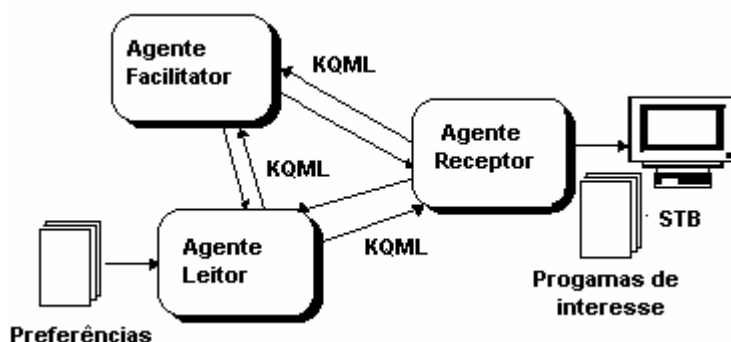 Agente
Facilitator
KQML
Agente
Receptor
KQML
Agente
Leitor
KQML
STB
Progamas de
interesse
Preferências